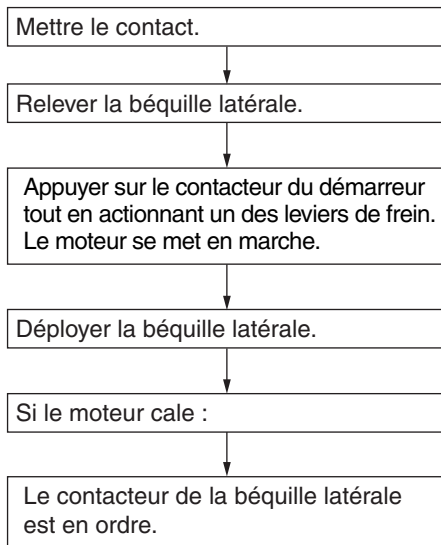 Mettre le contact.
Relever la béquille latérale.
Appuyer sur le contacteur du démarreur
tout en actionnant un des leviers de frein.
Le moteur se met en marche.
Déployer la béquille latérale.
Si le moteur cale :
Le contacteur de la béquille latérale
est en ordre.